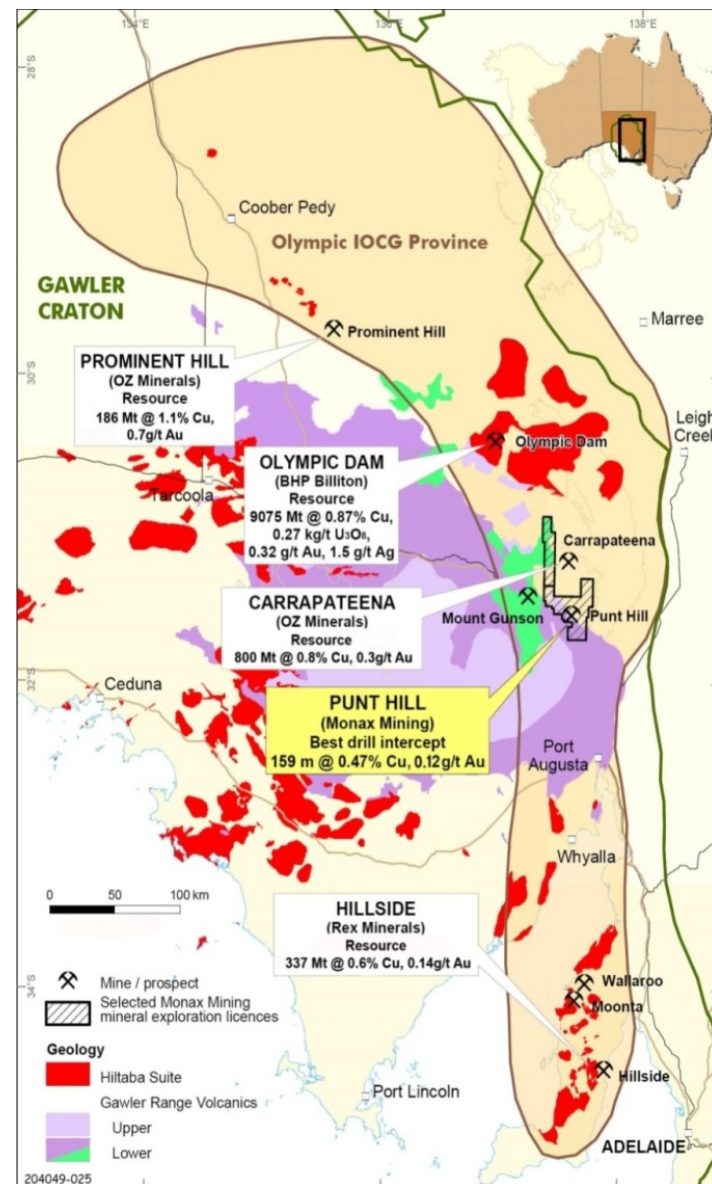 134°E
136°E
138°E
28°S
Coober Pedy
Olympic IOCG Province
GAWLER
CRATON
Marree
Prominent Hill
PROMINENT HILL
(OZ Minerals)
Resource
186 Mt @ 1.1% Cu,
0.7g/t Au
30°S
Leigh
Creek
Olympic Dam
OLYMPIC DAM
(BHP Billiton)
Resource
9075 Mt @ 0.87% Cu,
0.27 kg/t U₃O₈,
0.32 g/t Au, 1.5 g/t Ag
Tarcoola
Carrapateena
CARRAPATEENA
(OZ Minerals)
Resource
800 Mt @ 0.8% Cu, 0.3g/t Au
Mount Gunson
Punt Hill
32°S
Ceduna
PUNT HILL
(Monax Mining)
Best drill intercept
159 m @ 0.47% Cu, 0.12g/t Au
Port
Augusta
Whyalla
0 50 100 km
HILLSIDE
(Rex Minerals)
Resource
337 Mt @ 0.6% Cu, 0.14g/t Au
34°S
Wallaroo
Moonta
Hillside
Mine / prospect
Selected Monax Mining
mineral exploration licences
Geology
Hiltaba Suite
Gawler Range Volcanics
Upper
Lower
Port Lincoln
ADELAIDE
204049-025